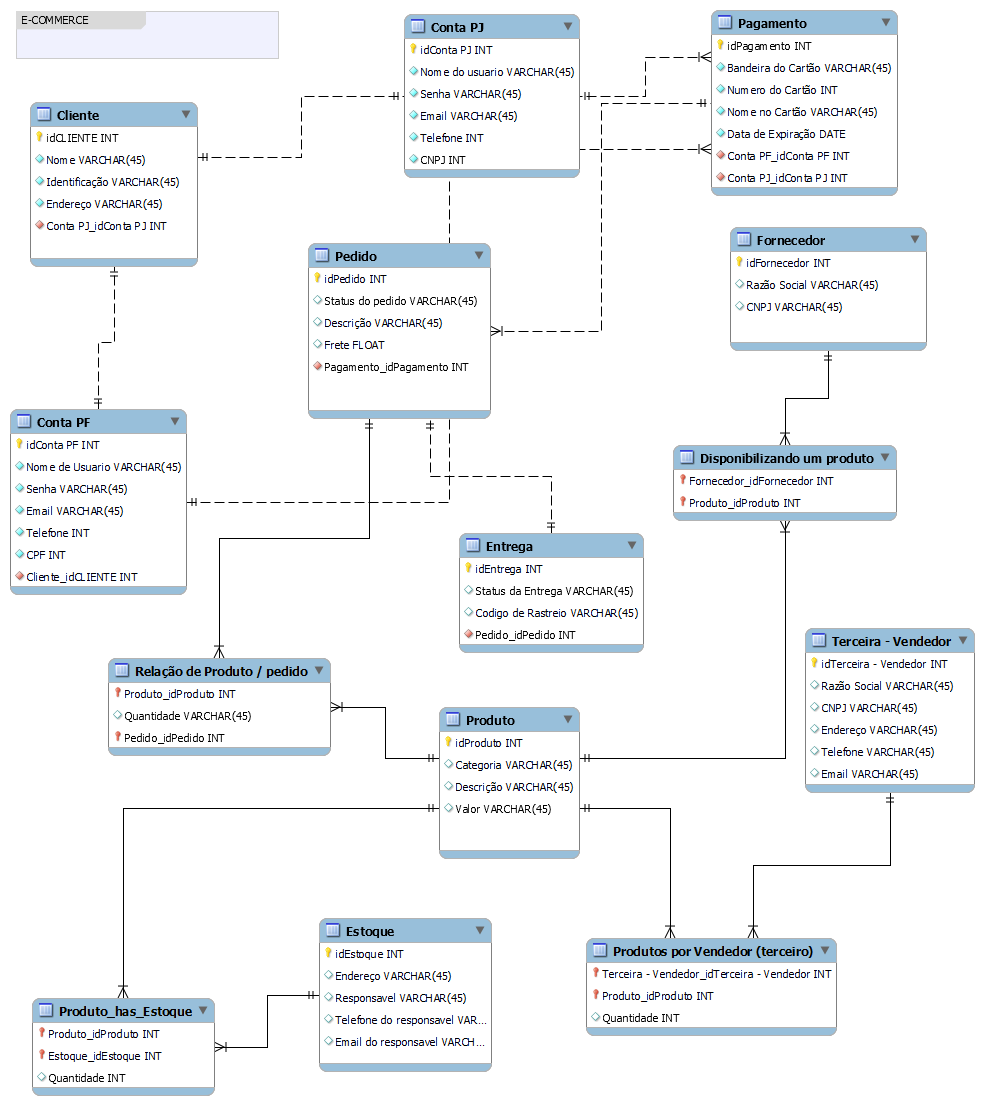 E-COMMERCE
Conta PJ
idConta PJ INT
Nome do usuario VARCHAR(45)
Senha VARCHAR(45)
Email VARCHAR(45)
Telefone INT
CNPJ INT
Pagamento
idPagamento INT
Bandeira do Cartão VARCHAR(45)
Numero do Cartão INT
Nome no Cartão VARCHAR(45)
Data de Expiração DATE
Conta PF_idConta PF INT
Conta PJ_idConta PJ INT
Cliente
idCLIENTE INT
Nome VARCHAR(45)
Identificação VARCHAR(45)
Endereço VARCHAR(45)
Conta PJ_idConta PJ INT
Pedido
idPedido INT
Status do pedido VARCHAR(45)
Descrição VARCHAR(45)
Frete FLOAT
Pagamento_idPagamento INT
Fornecedor
idFornecedor INT
Razão Social VARCHAR(45)
CNPJ VARCHAR(45)
Conta PF
idConta PF INT
Nome de Usuario VARCHAR(45)
Senha VARCHAR(45)
Email VARCHAR(45)
Telefone INT
CPF INT
Cliente_idCLIENTE INT
Disponibilizando um produto
Fornecedor_idFornecedor INT
Produto_idProduto INT
Entrega
idEntrega INT
Status da Entrega VARCHAR(45)
Codigo de Rastreio VARCHAR(45)
Pedido_idPedido INT
Terceira - Vendedor
idTerceira - Vendedor INT
Razão Social VARCHAR(45)
CNPJ VARCHAR(45)
Endereço VARCHAR(45)
Telefone VARCHAR(45)
Email VARCHAR(45)
Relação de Produto / pedido
Produto_idProduto INT
Quantidade VARCHAR(45)
Pedido_idPedido INT
Produto
idProduto INT
Categoria VARCHAR(45)
Descrição VARCHAR(45)
Valor VARCHAR(45)
Estoque
idEstoque INT
Endereço VARCHAR(45)
Responsavel VARCHAR(45)
Telefone do responsavel VAR...
Email do responsavel VARCH...
Produtos por Vendedor (terceiro)
Terceira - Vendedor_idTerceira - Vendedor INT
Produto_idProduto INT
Quantidade INT
Produto_has_Estoque
Produto_idProduto INT
Estoque_idEstoque INT
Quantidade INT